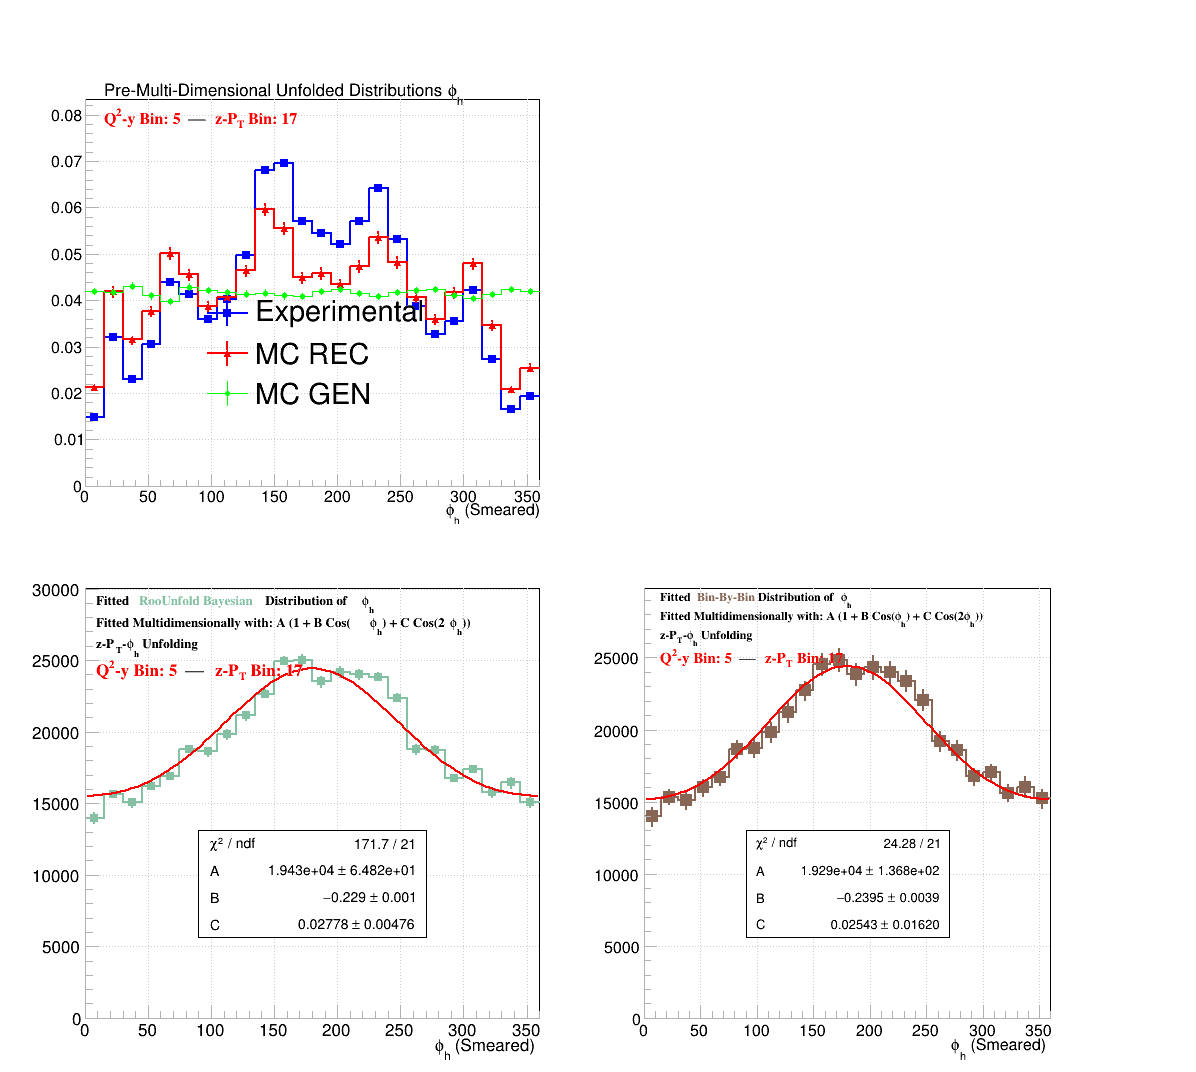 Pre-Multi-Dimensional Unfolded Distributions ϕh
Q2-y Bin: 5 — z-PT Bin: 17
0.08
0.07
0.06
0.05
0.04
0.03
0.02
0.01
0
Experimental
MC REC
MC GEN
0 50 100 150 200 250 300 350
ϕh (Smeared)
Fitted RooUnfold Bayesian Distribution of ϕh
Fitted Multidimensionally with: A (1 + B Cos( ϕh) + C Cos(2 ϕh))
z-PT-ϕh Unfolding
Q2-y Bin: 5 — z-PT Bin: 17
30000
25000
20000
15000
10000
5000
0
χ2 / ndf 171.7 / 21
A 1.943e+04 ± 6.482e+01
B −0.229 ± 0.001
C 0.02778 ± 0.00476
0 50 100 150 200 250 300 350
ϕh (Smeared)
Fitted Bin-By-Bin Distribution of ϕh
Fitted Multidimensionally with: A (1 + B Cos(ϕh) + C Cos(2ϕh))
z-PT-ϕh Unfolding
Q2-y Bin: 5 — z-PT Bin: 17
25000
20000
15000
10000
5000
0
χ2 / ndf 24.28 / 21
A 1.929e+04 ± 1.368e+02
B −0.2395 ± 0.0039
C 0.02543 ± 0.01620
0 50 100 150 200 250 300 350
ϕh (Smeared)